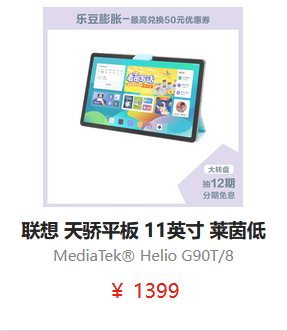 乐豆膨胀-最高兑换50元优惠券
大转盘
抽12期
分期免息
联想 天骄平板 11英寸 莱茵低
MediaTek® Helio G90T/8
¥ 1399